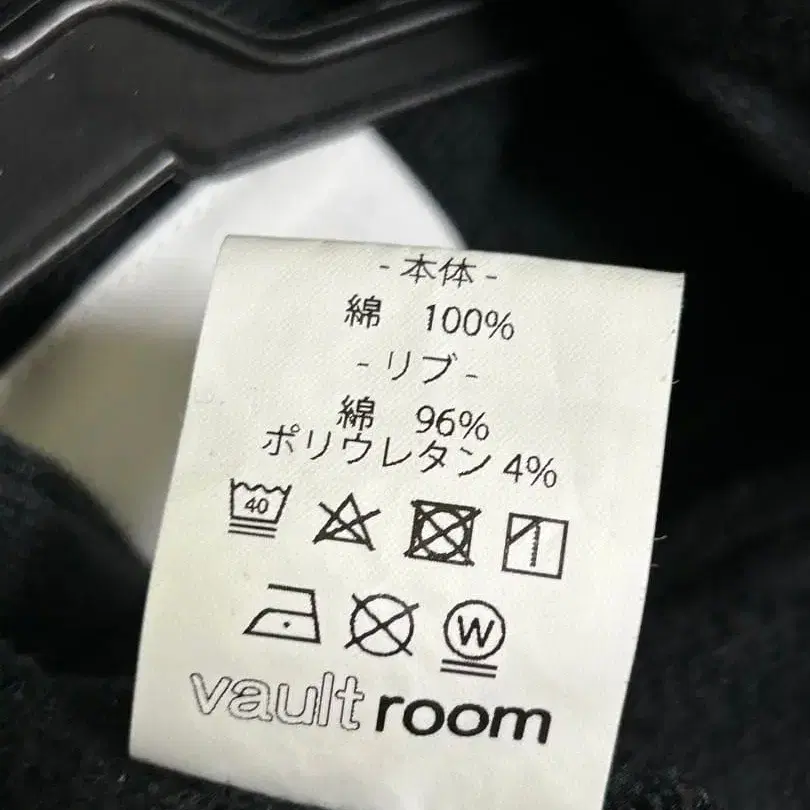 - 本体 -
綿 100%
- リブ -
綿 96%
ポリウレタン 4%
40
W
vault room